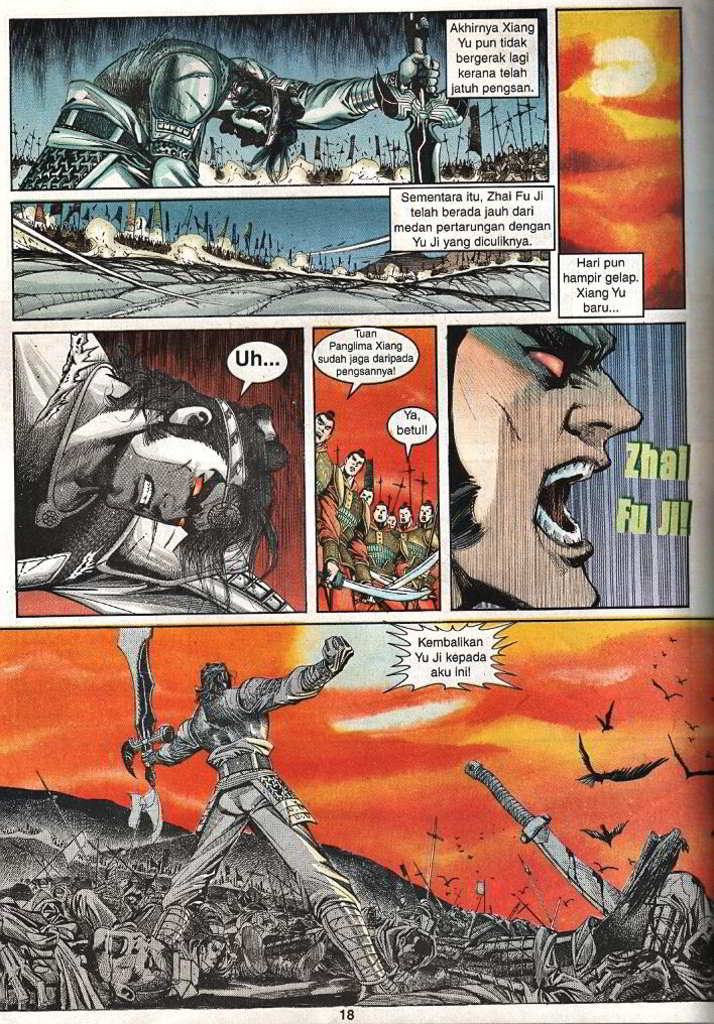 Akhirnya Xiang
Yu pun tidak
bergerak lagi
kerana telah
jatuh pengsan.
Sementara itu, Zhai Fu Ji
telah berada jauh dari
medan pertarungan dengan
Yu Ji yang diculiknya.
Hari pun
hampir gelap.
Xiang Yu
baru...
Uh...
Tuan
Panglima Xiang
sudah jaga daripada
pengsannya!
Ya,
betul!
Zhai
Fu Ji!
Kembalikan
Yu Ji kepada
aku ini!
18